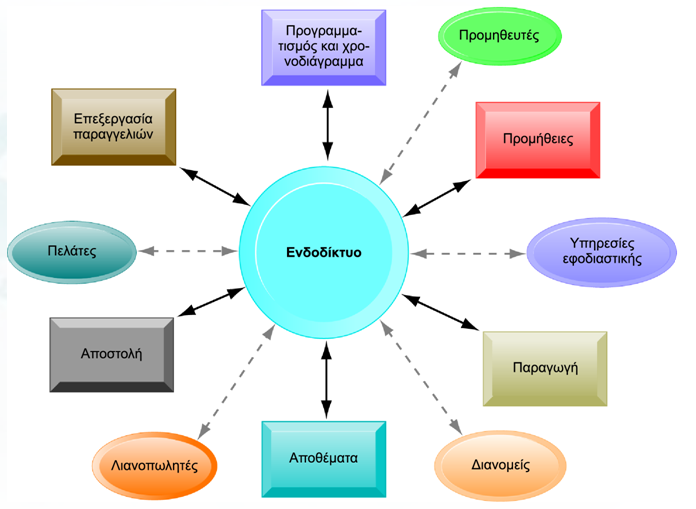 Προγραμμα-
τισμός και χρο-
νοδιάγραμμα
Προμηθευτές
Επεξεργασία
παραγγελιών
Προμήθειες
Πελάτες
Ενδοδίκτυο
Υπηρεσίες
εφοδιαστικής
Αποστολή
Παραγωγή
Λιανοπωλητές
Αποθέματα
Διανομείς